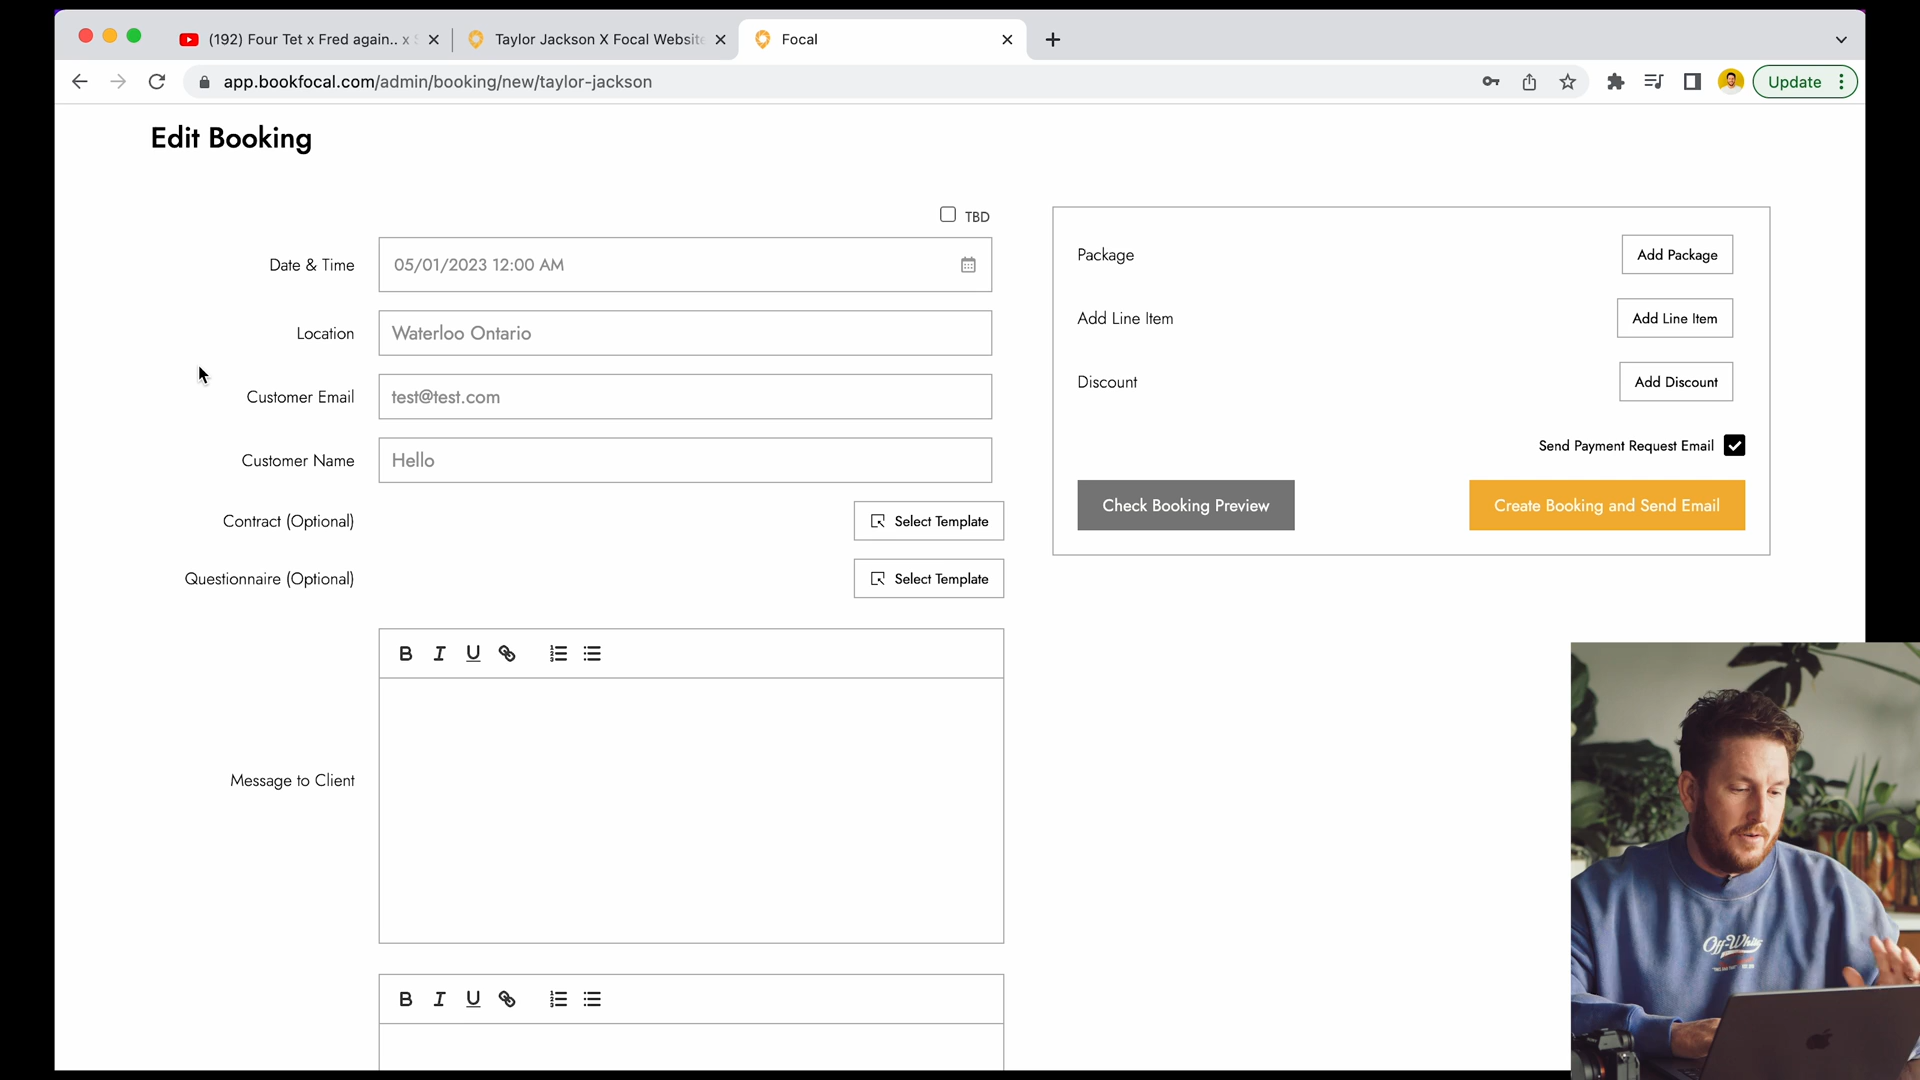 (192) Four Tet x Fred again.. x
Taylor Jackson X Focal Website
Focal
app.bookfocal.com/admin/booking/new/taylor-jackson
Update
Edit Booking
TBD
Date & Time
05/01/2023 12:00 AM
Location
Waterloo Ontario
Customer Email
test@test.com
Customer Name
Hello
Contract (Optional)
Select Template
Questionnaire (Optional)
Select Template
B I U
Message to Client
B I U
Package
Add Package
Add Line Item
Add Line Item
Discount
Add Discount
Send Payment Request Email
Check Booking Preview
Create Booking and Send Email
Off-White